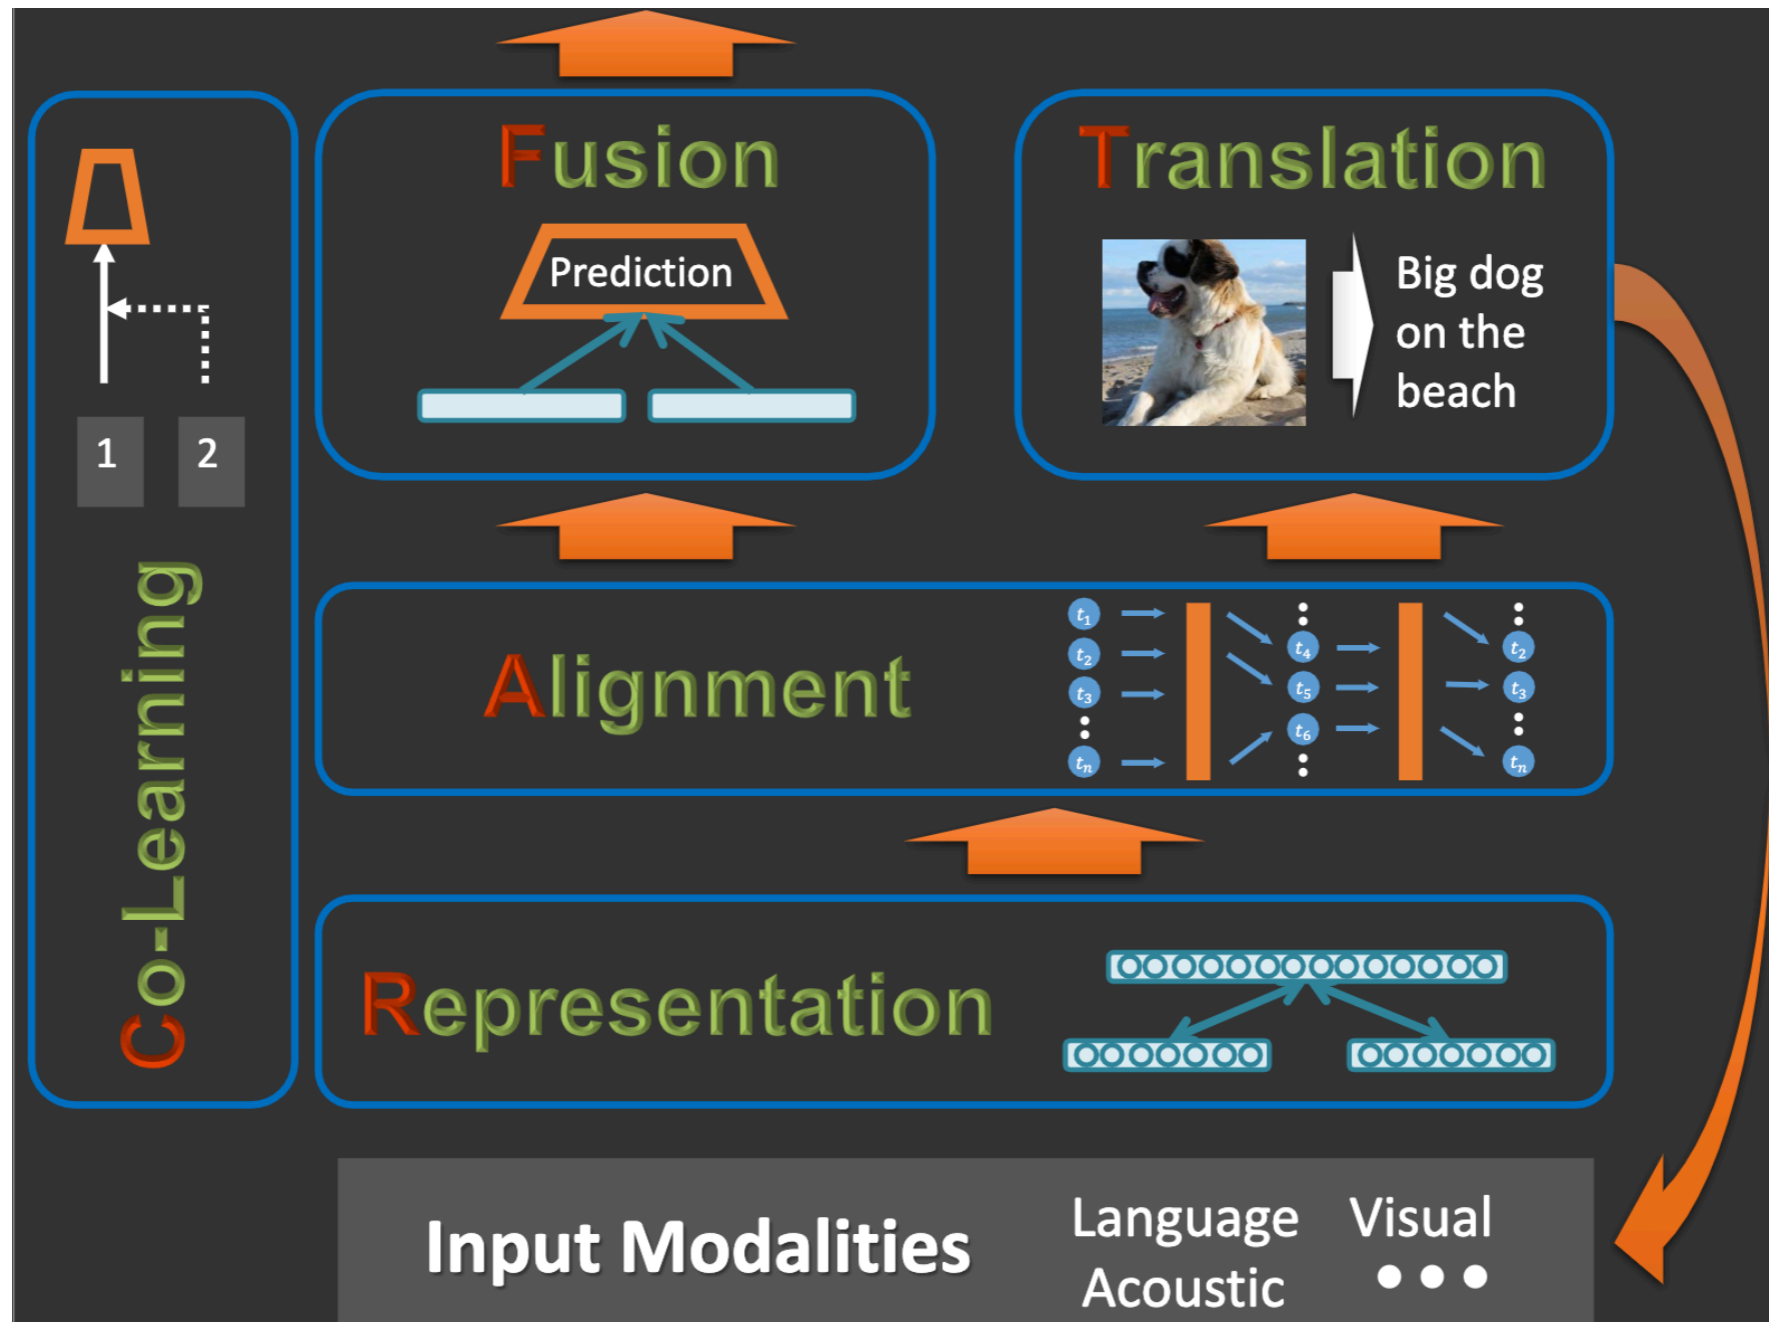 Fusion
Prediction
Translation
Big dog
on the
beach
1 2
Co-Learning
Alignment
t₁
t₂
t₃
tₙ
t₄
t₅
t₆
t₂
t₃
tₙ
Representation
Input Modalities
Language Visual
Acoustic